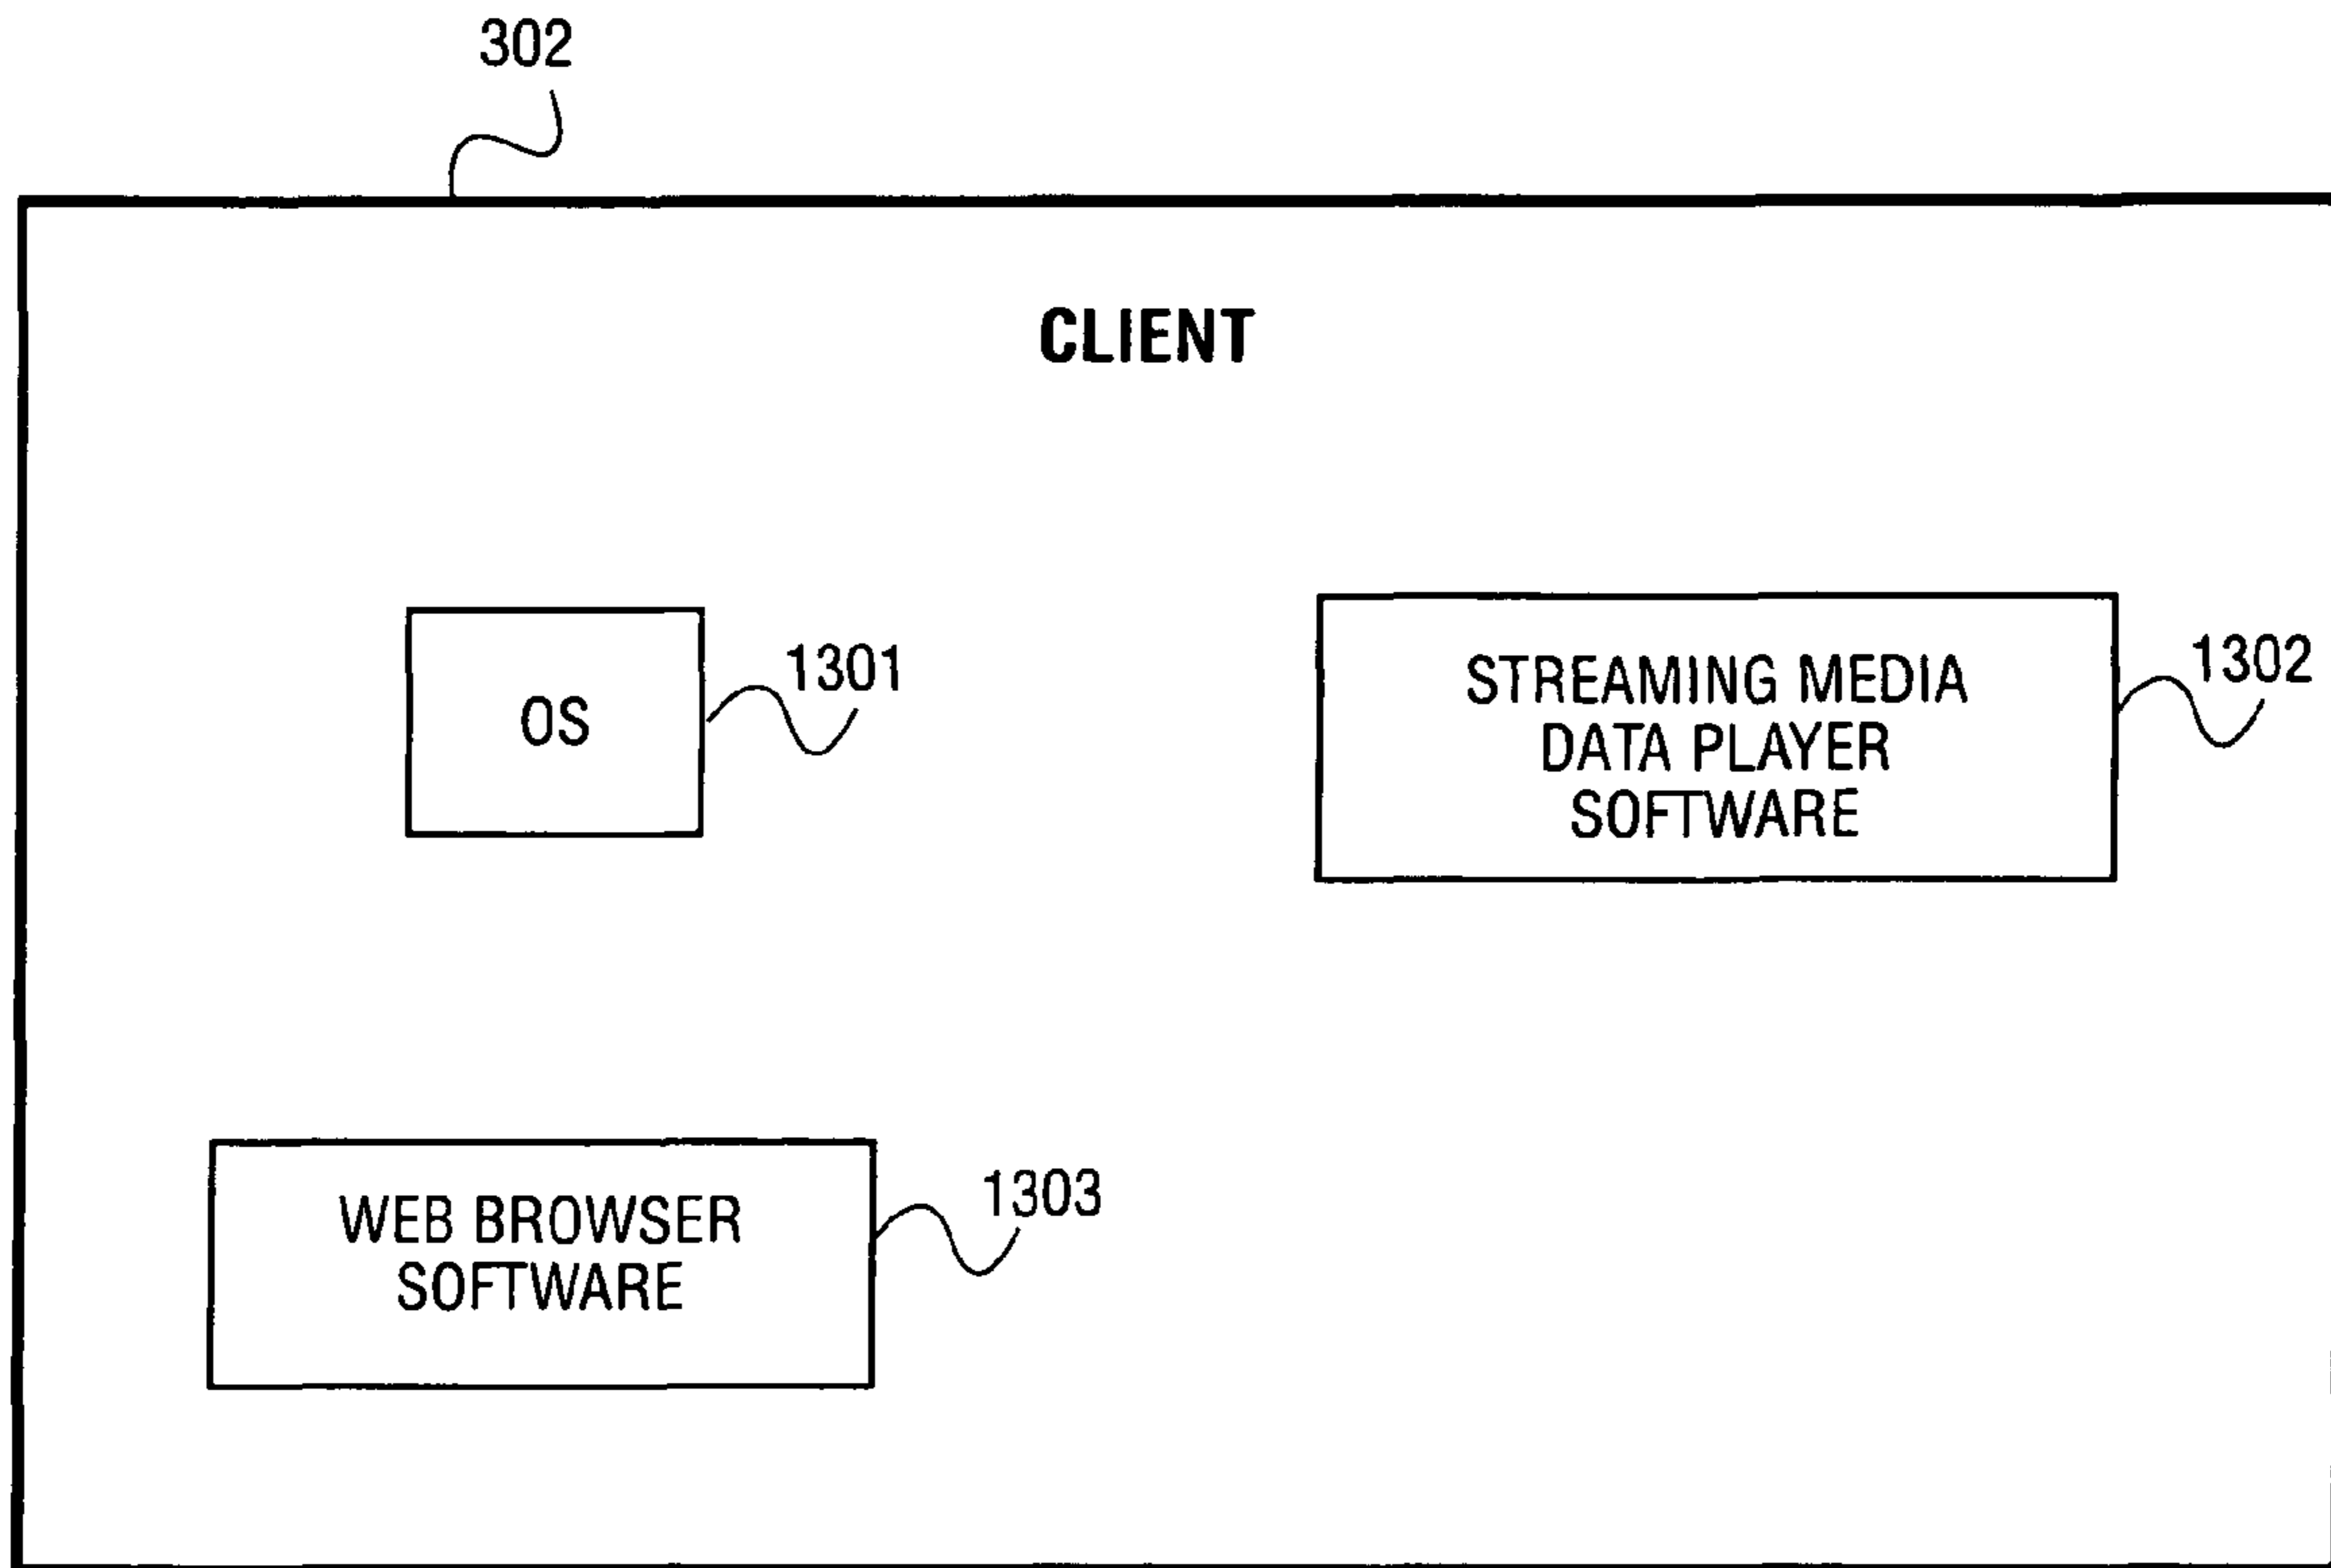 302
CLIENT
OS
1301
STREAMING MEDIA
DATA PLAYER
SOFTWARE
1302
WEB BROWSER
SOFTWARE
1303